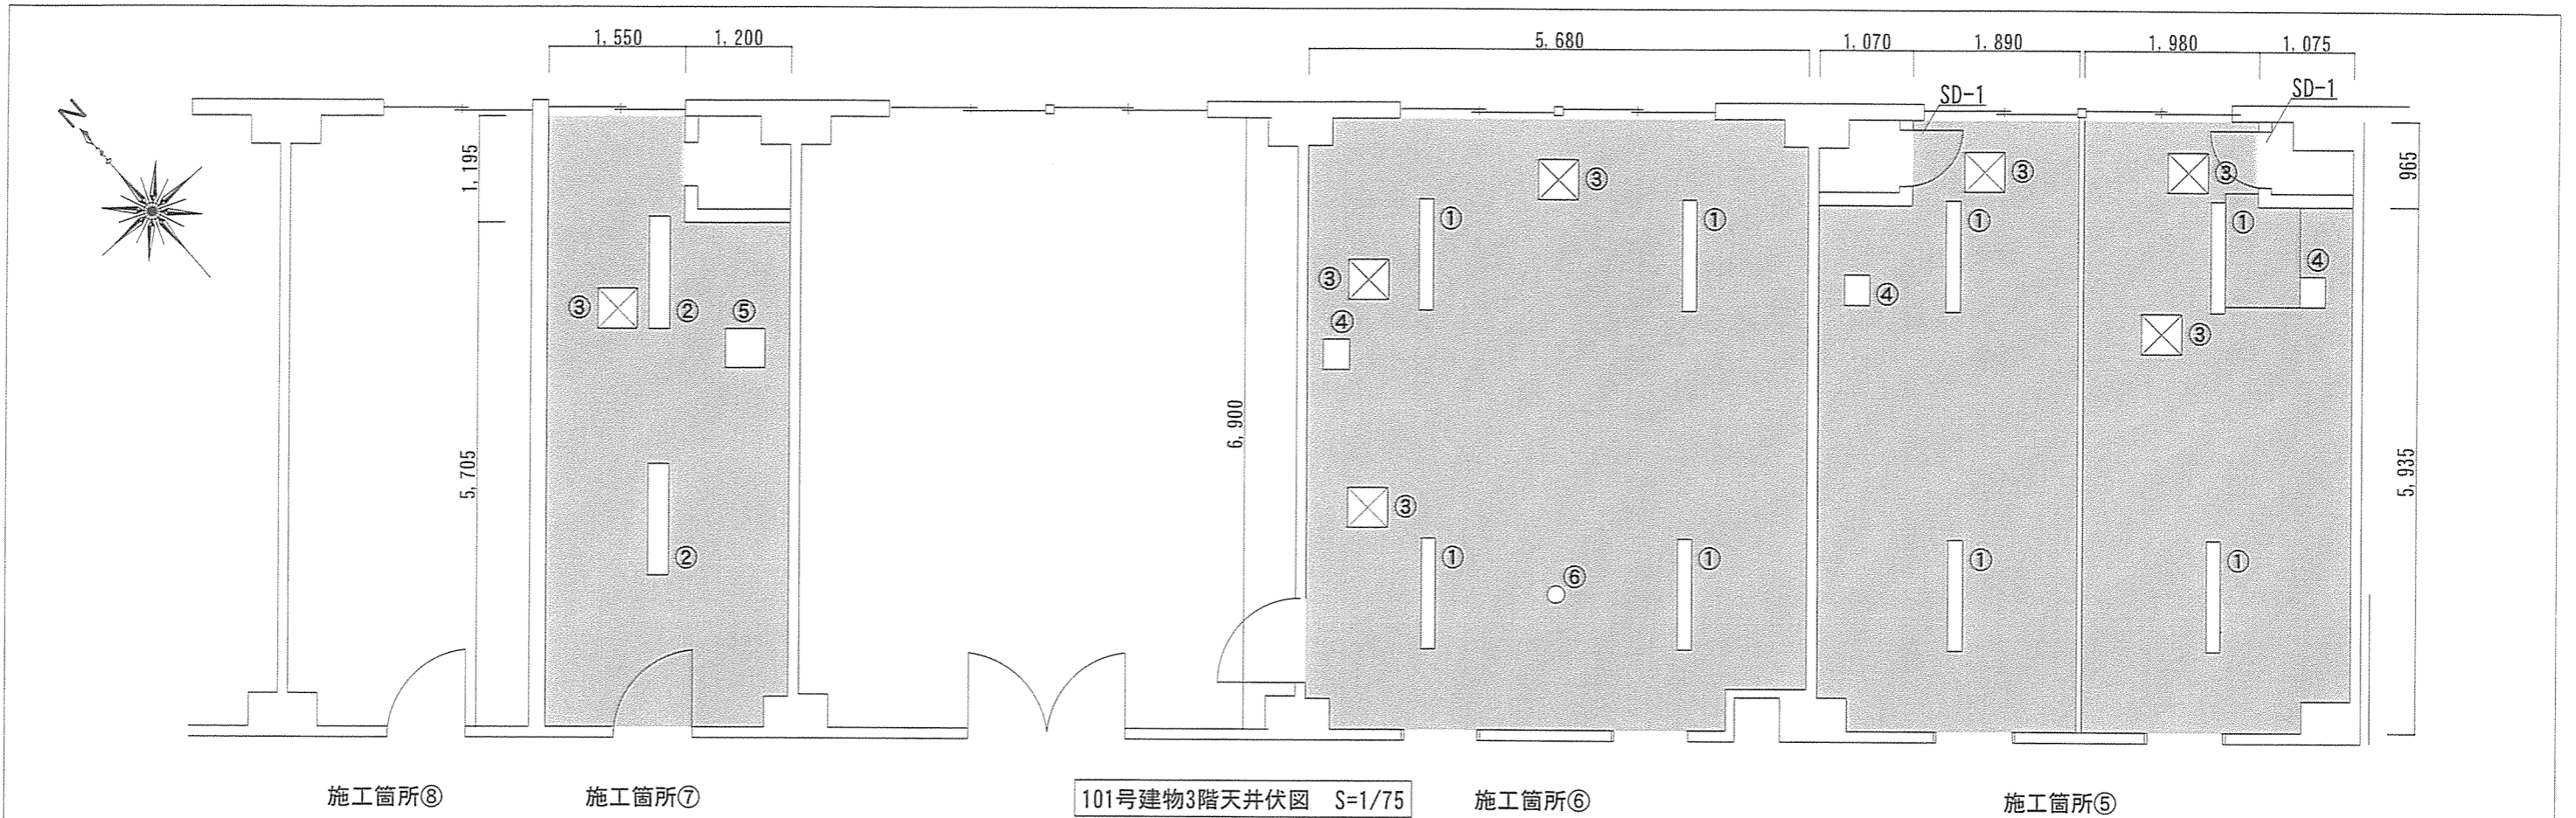 1,550 1,200 5,680 1,070 1,890 1,980 1,075
SD-1 SD-1
N
1,195
965
③ ① ① ③ ① ③ ① ③
③ ② ⑤ ③ ④ ④ ④
③
6,900
5,705
5,935
③
② ① ⑥ ① ① ①
施工箇所⑧ 施工箇所⑦ 101号建物3階天井伏図 S=1/75 施工箇所⑥ 施工箇所⑤